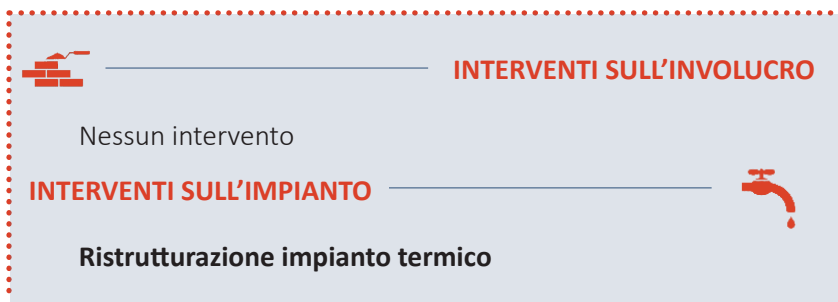 INTERVENTI SULL’INVOLUCRO
Nessun intervento
INTERVENTI SULL’IMPIANTO
Ristrutturazione impianto termico